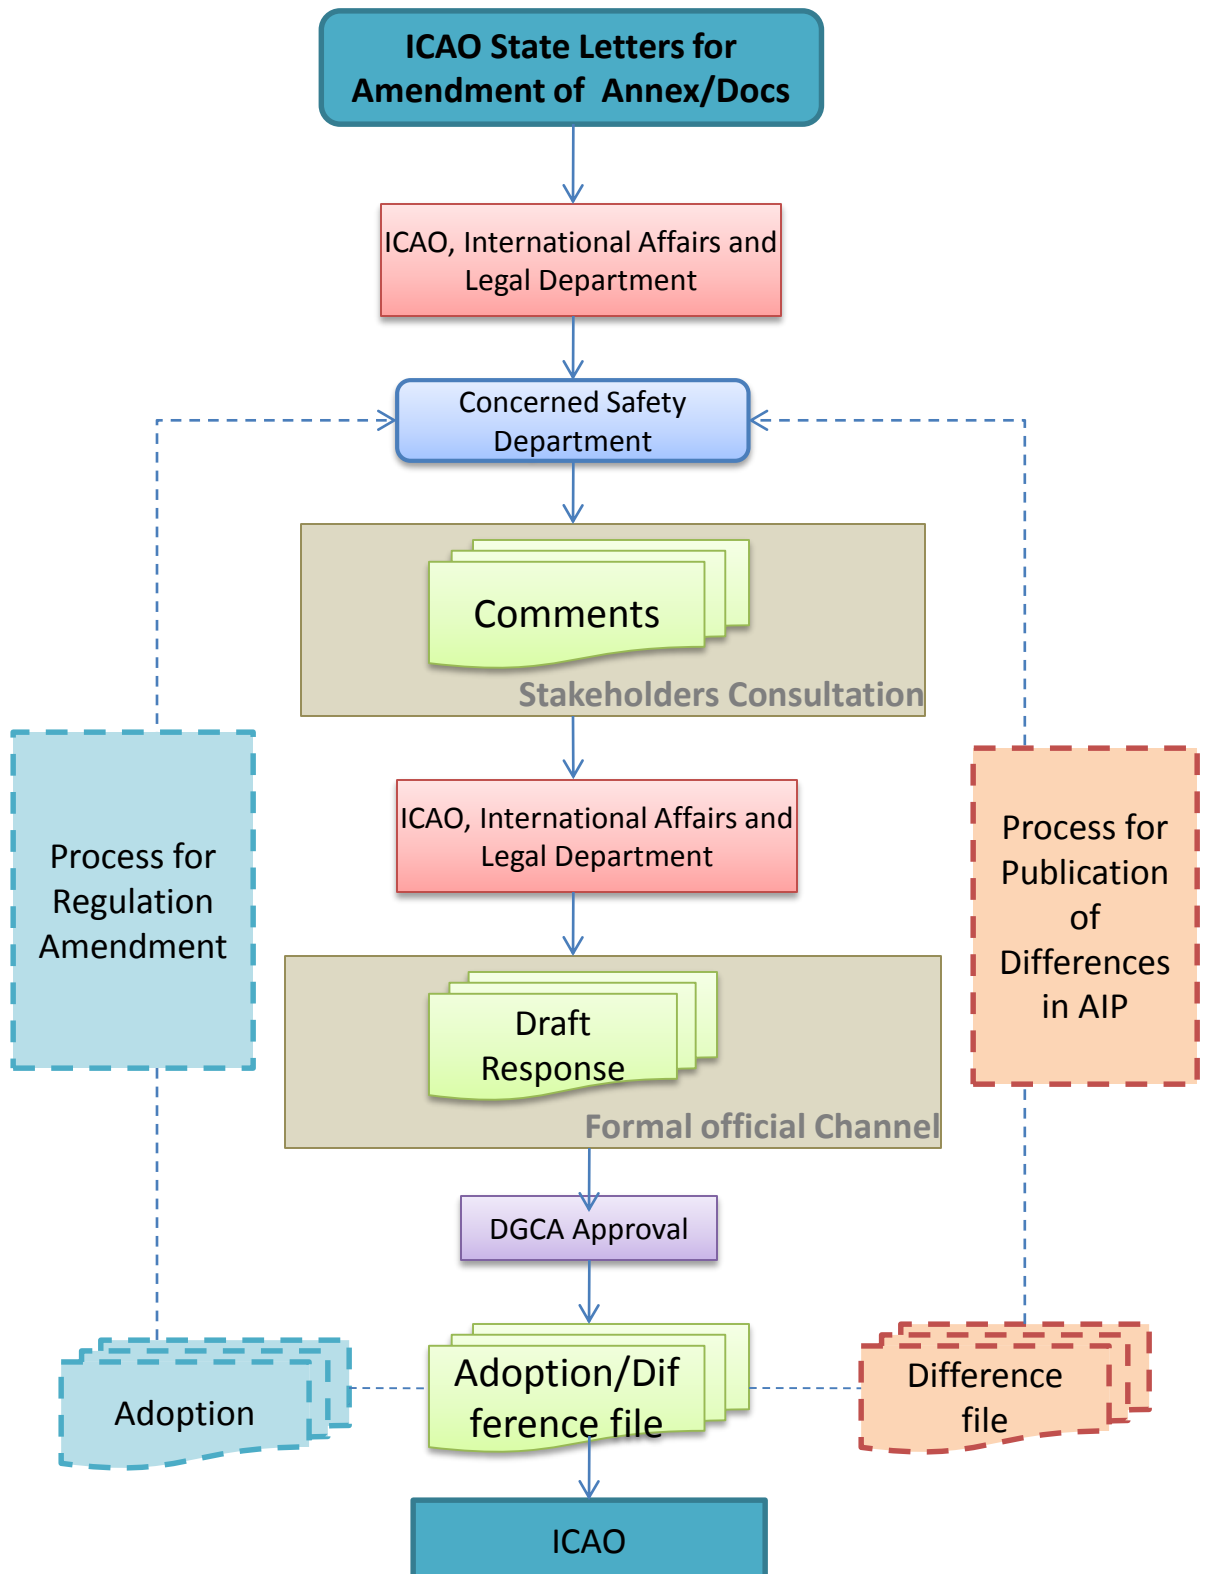 ICAO State Letters for
Amendment of Annex/Docs
ICAO, International Affairs and
Legal Department
Concerned Safety
Department
Comments
Stakeholders Consultation
ICAO, International Affairs and
Legal Department
Process for
Regulation
Amendment
Process for
Publication
of
Differences
in AIP
Draft
Response
Formal official Channel
DGCA Approval
Adoption
Adoption/Dif
ference file
Difference
file
ICAO